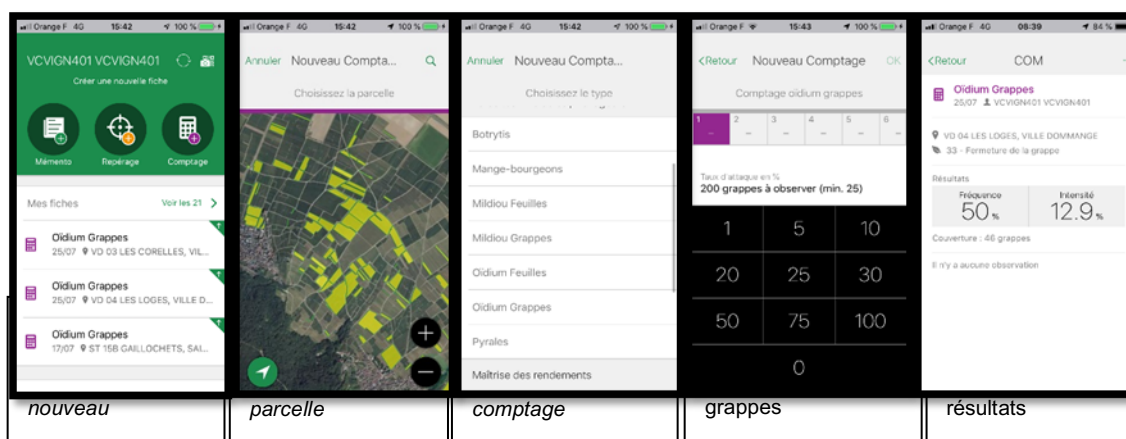 Orange F 4G 15:42 100 %
VCVIGN401 VCVIGN401
Créer une nouvelle fiche
Mémento Repérage Comptage
Mes fiches Voir les 21 >
Oïdium Grappes
25/07 VD 03 LES CORELLES, VIL...
Oïdium Grappes
25/07 VD 04 LES LOGES, VILLE D...
Oïdium Grappes
17/07 ST 15B GAILLOCHETS, SAI...
nouveau
Orange F 4G 15:42 100 %
Annuler Nouveau Compta...
Choisissez la parcelle
+
−
parcelle
Orange F 4G 15:42 100 %
Annuler Nouveau Compta...
Choisissez le type
Botrytis
Mange-bourgeons
Mildiou Feuilles
Mildiou Grappes
Oïdium Feuilles
Oïdium Grappes
Pyrales
Maîtrise des rendements
comptage
Orange F 15:43 100 %
<Retour Nouveau Comptage OK
Comptage oïdium grappes
1 2 3 4 5 6
– – – – – –
Taux d'attaque en %
200 grappes à observer (min. 25)
1 5 10
20 25 30
50 75 100
0
grappes
Orange F 4G 08:39 84 %
<Retour COM
Oïdium Grappes
25/07 VCVIGN401 VCVIGN401
VD 04 LES LOGES, VILLE DOMMANGE
33 - Fermeture de la grappe
Résultats
Fréquence Intensité
50 % 12.9 %
Couverture : 46 grappes
Il n'y a aucune observation
résultats